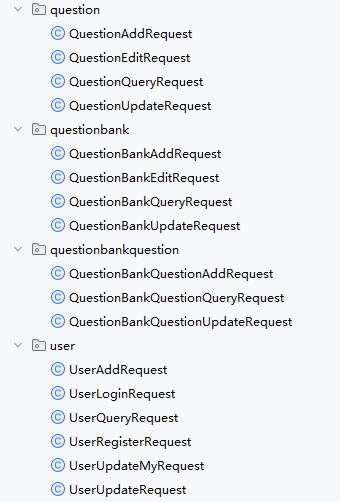 question
QuestionAddRequest
QuestionEditRequest
QuestionQueryRequest
QuestionUpdateRequest
questionbank
QuestionBankAddRequest
QuestionBankEditRequest
QuestionBankQueryRequest
QuestionBankUpdateRequest
questionbankquestion
QuestionBankQuestionAddRequest
QuestionBankQuestionQueryRequest
QuestionBankQuestionUpdateRequest
user
UserAddRequest
UserLoginRequest
UserQueryRequest
UserRegisterRequest
UserUpdateMyRequest
UserUpdateRequest